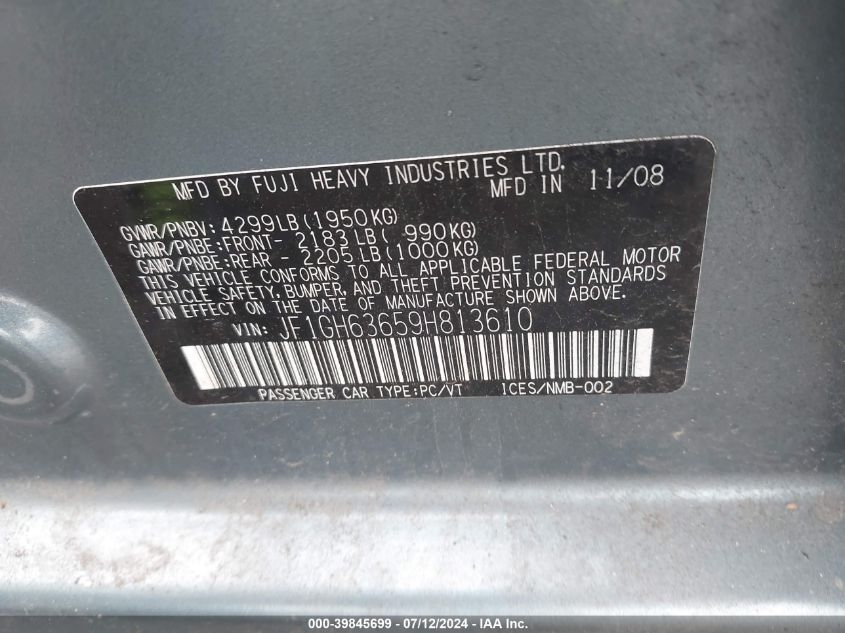 MFD BY FUJI HEAVY INDUSTRIES LTD.
MFD IN 11/08
GVWR/PNBV: 4299LB (1950KG)
GAWR/PNBE:FRONT- 2183 LB ( 990KG)
GAWR/PNBE:REAR - 2205 LB (1000KG)
THIS VEHICLE CONFORMS TO ALL APPLICABLE FEDERAL MOTOR
VEHICLE SAFETY, BUMPER, AND THEFT PREVENTION STANDARDS
IN EFFECT ON THE DATE OF MANUFACTURE SHOWN ABOVE.
VIN: JF1GH63659H813610
PASSENGER CAR TYPE:PC/VT ICES/NMB-002
000-39845699 - 07/12/2024 - IAA Inc.